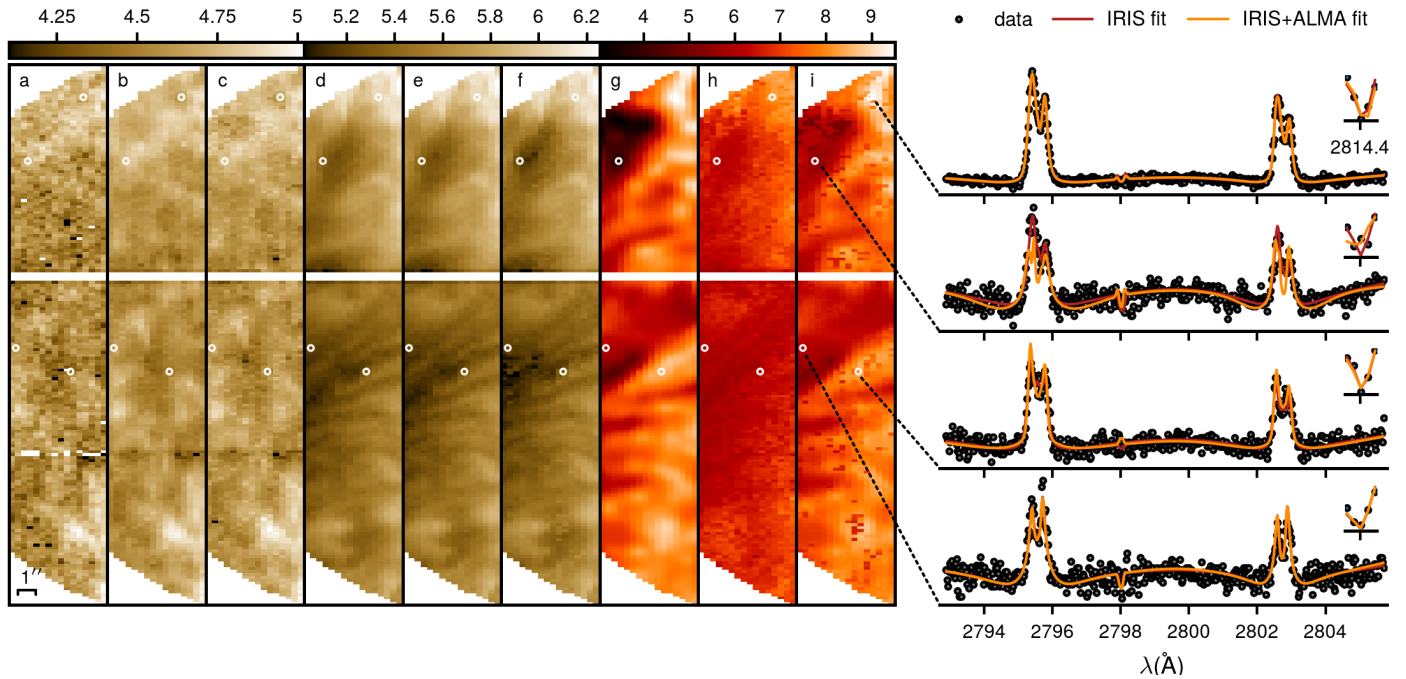 4.25 4.5 4.75 5 5.2 5.4 5.6 5.8 6 6.2 4 5 6 7 8 9
data IRIS fit IRIS+ALMA fit
a b c d e f g h i
2814.4
1′′
2794 2796 2798 2800 2802 2804
λ(Å)